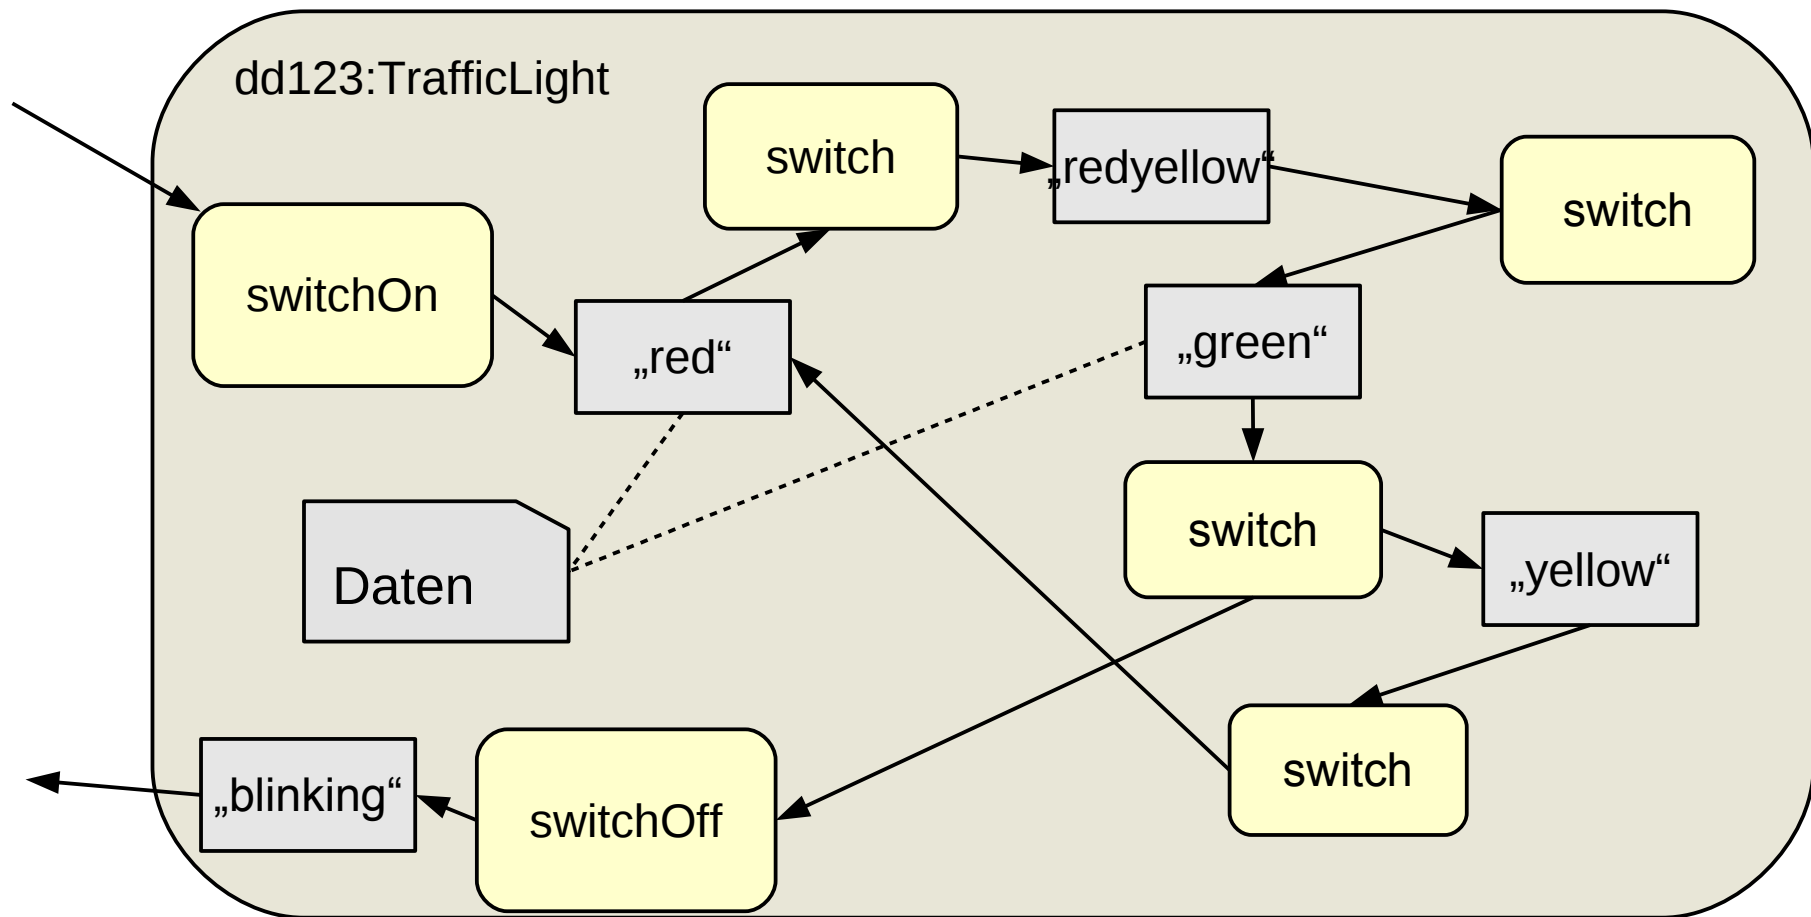 dd123:TrafficLight
switch
„redyellow“
switch
switchOn
„red“
„green“
switch
„yellow“
Daten
switch
„blinking“
switchOff